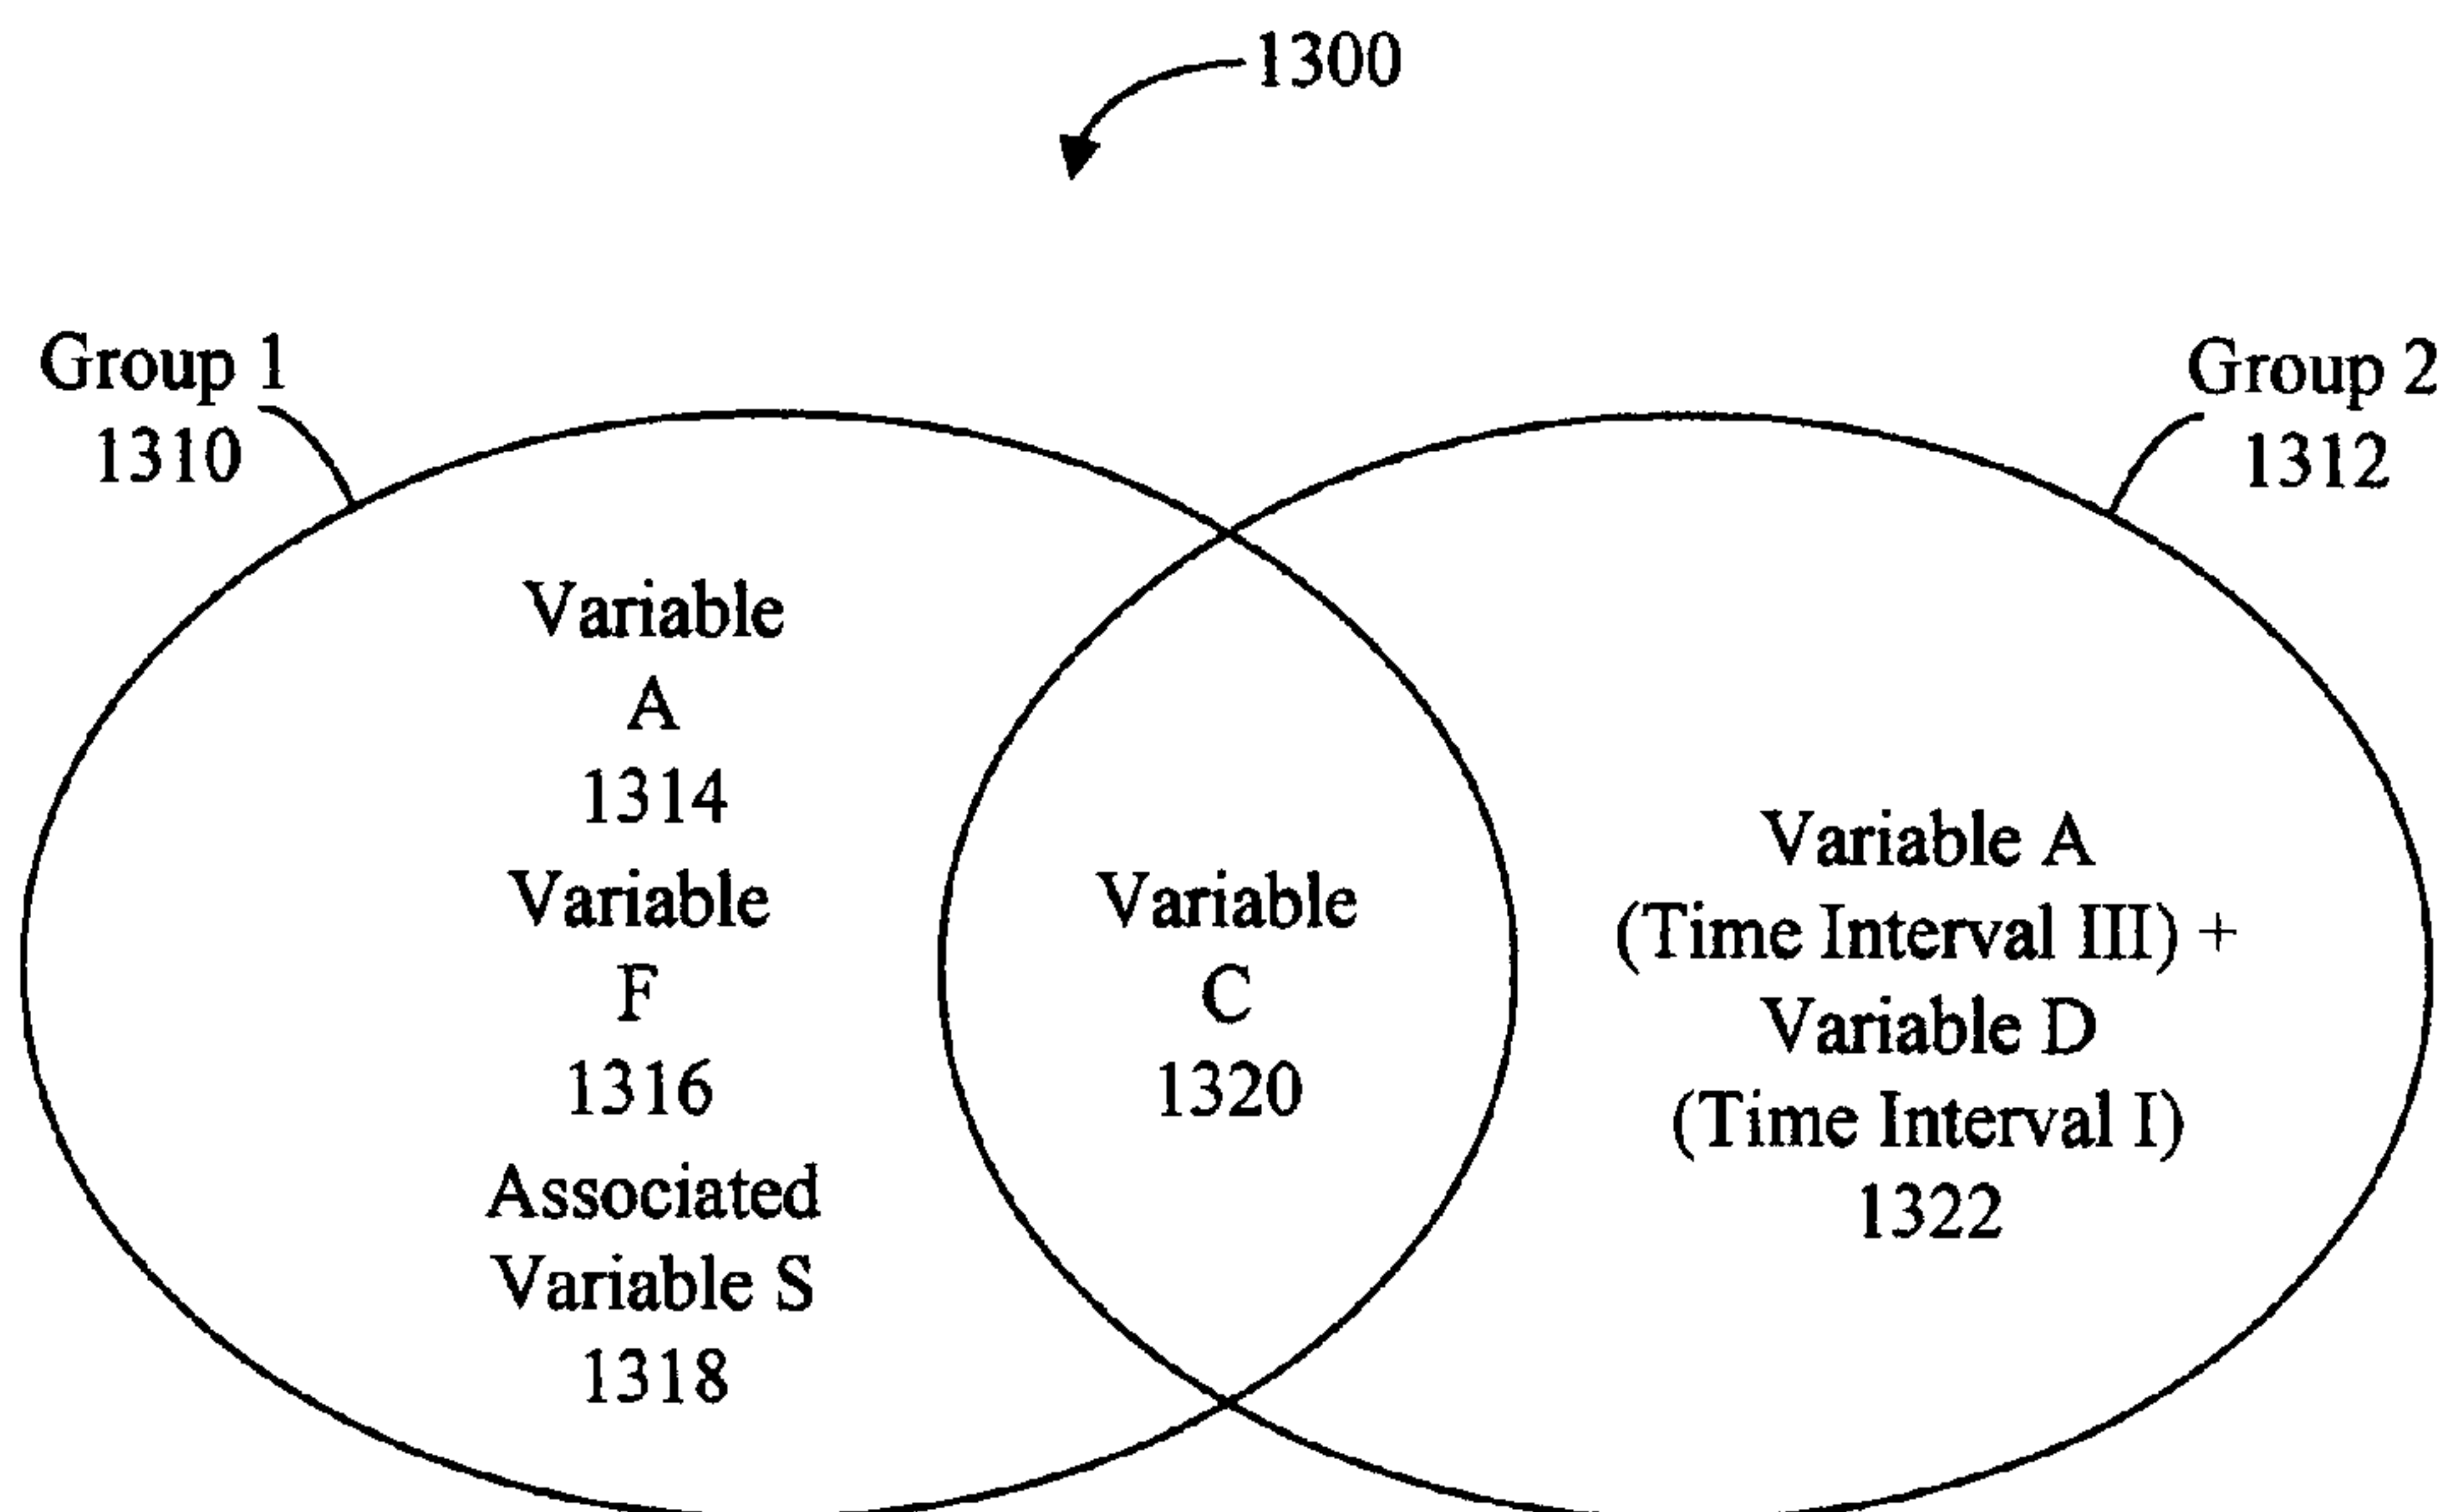 1300
Group 1
1310
Group 2
1312
Variable
A
1314
Variable
F
1316
Associated
Variable S
1318
Variable
C
1320
Variable A
(Time Interval III) +
Variable D
(Time Interval I)
1322